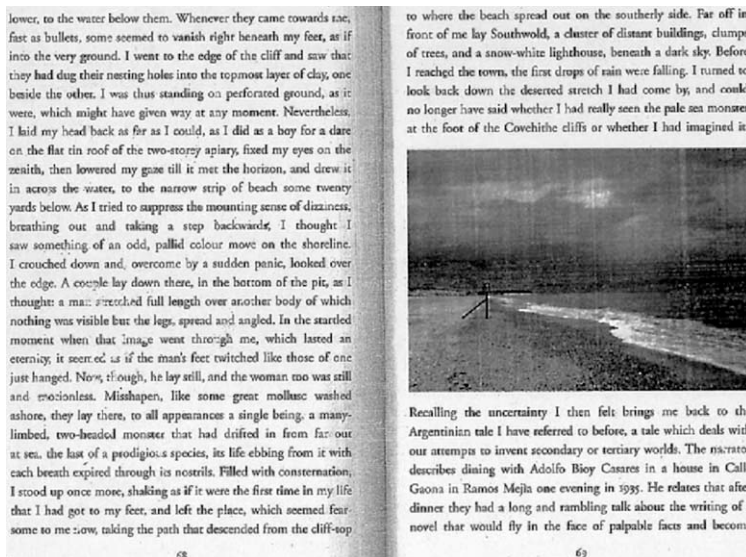 lower, to the water below them. Whenever they came towards me,
fast as bullets, some seemed to vanish right beneath my feet, as if
into the very ground. I went to the edge of the cliff and saw that
they had dug their nesting holes into the topmost layer of clay, one
beside the other. I was thus standing on perforated ground, as it
were, which might have given way at any moment. Nevertheless,
I laid my head back as far as I could, as I did as a boy for a dare
on the flat tin roof of the two-storey apiary, fixed my eyes on the
zenith, then lowered my gaze till it met the horizon, and drew it
in across the water, to the narrow strip of beach some twenty
yards below. As I tried to suppress the mounting sense of dizziness,
breathing out and taking a step backwards, I thought I
saw something of an odd, pallid colour move on the shoreline.
I crouched down and, overcome by a sudden panic, looked over
the edge. A couple lay down there, in the bottom of the pit, as I
thought: a man stretched full length over another body of which
nothing was visible but the legs, spread and angled. In the startled
moment when that image went through me, which lasted an
eternity, it seemed as if the man's feet twitched like those of one
just hanged. Now, though, he lay still, and the woman too was still
and motionless. Misshapen, like some great mollusc washed
ashore, they lay there, to all appearances a single being, a many-
limbed, two-headed monster that had drifted in from far out
at sea, the last of a prodigious species, its life ebbing from it with
each breath expired through its nostrils. Filled with consternation,
I stood up once more, shaking as if it were the first time in my life
that I had got to my feet, and left the place, which seemed fear-
some to me now, taking the path that descended from the cliff-top
68
to where the beach spread out on the southerly side. Far off in
front of me lay Southwold, a cluster of distant buildings, clump
of trees, and a snow-white lighthouse, beneath a dark sky. Before
I reached the town, the first drops of rain were falling. I turned to
look back down the deserted stretch I had come by, and could
no longer have said whether I had really seen the pale sea monster
at the foot of the Covehithe cliffs or whether I had imagined it
Recalling the uncertainty I then felt brings me back to th
Argentinian tale I have referred to before, a tale which deals with
our attempts to invent secondary or tertiary worlds. The narrato
describes dining with Adolfo Bioy Casares in a house in Call
Gaona in Ramos Mejía one evening in 1935. He relates that afte
dinner they had a long and rambling talk about the writing of
novel that would fly in the face of palpable facts and becom
69